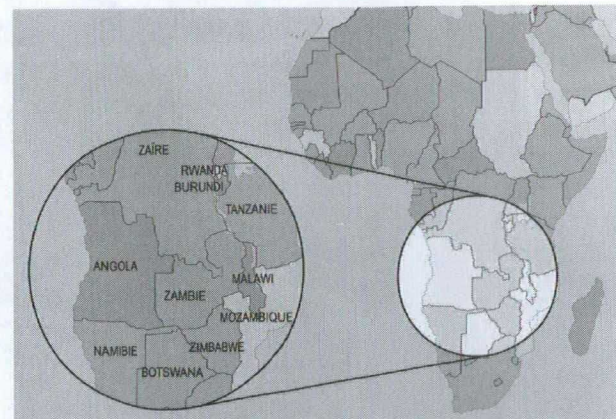 ZAÏRE
RWANDA
BURUNDI
TANZANIE
ANGOLA
MALAWI
ZAMBIE
MOZAMBIQUE
NAMIBIE
ZIMBABWE
BOTSWANA